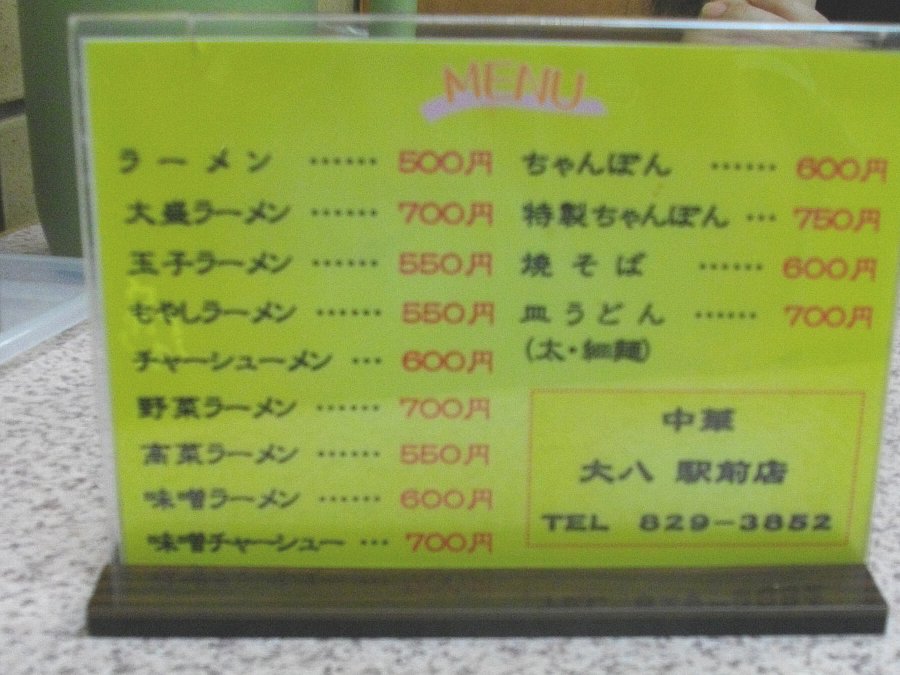 MENU
ラーメン ‥‥‥ 500円
大盛ラーメン ‥‥‥ 700円
玉子ラーメン ‥‥‥ 550円
もやしラーメン ‥‥‥ 550円
チャーシューメン … 600円
野菜ラーメン ‥‥‥ 700円
高菜ラーメン ‥‥‥ 550円
味噌ラーメン ‥‥‥ 600円
味噌チャーシュー … 700円
ちゃんぽん ‥‥‥ 600円
特製ちゃんぽん … 750円
焼そば ‥‥‥ 600円
皿うどん ‥‥‥ 700円
(太・細麺)
中華
大八 駅前店
TEL 829-3852